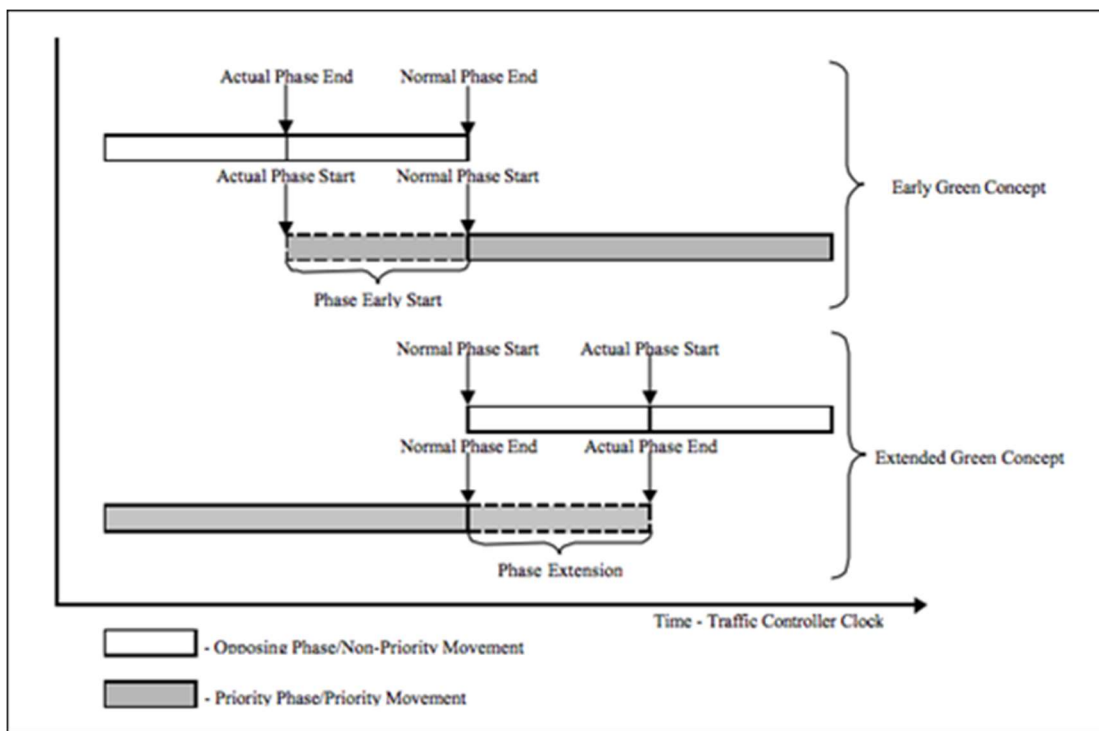 Actual Phase End
Normal Phase End
Actual Phase Start
Normal Phase Start
Early Green Concept
Phase Early Start
Normal Phase Start
Actual Phase Start
Normal Phase End
Actual Phase End
Extended Green Concept
Phase Extension
Time - Traffic Controller Clock
- Opposing Phase/Non-Priority Movement
- Priority Phase/Priority Movement